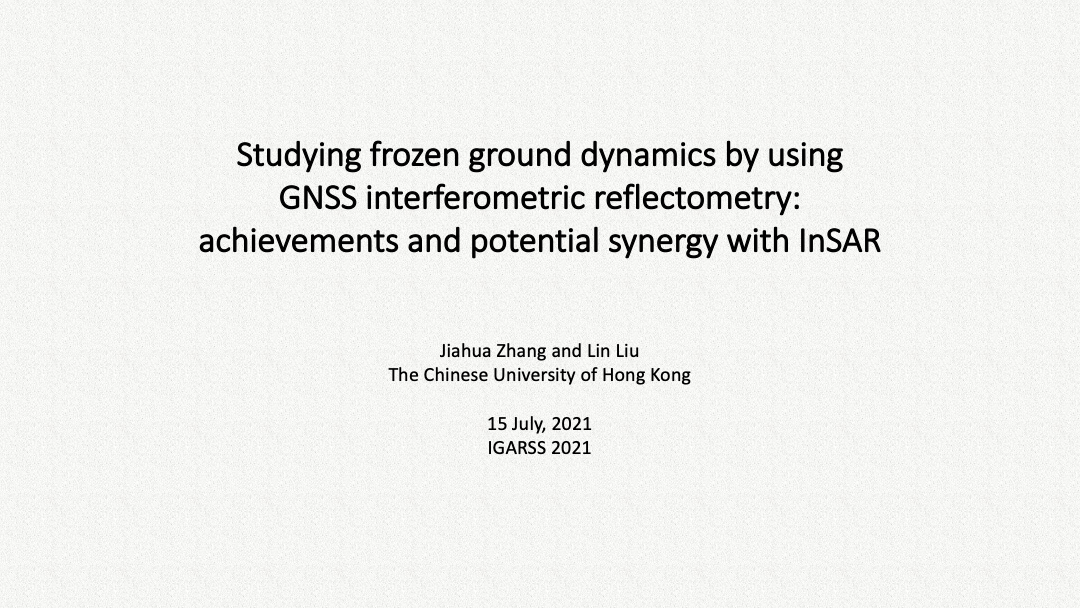 Studying frozen ground dynamics by using
GNSS interferometric reflectometry:
achievements and potential synergy with InSAR
Jiahua Zhang and Lin Liu
The Chinese University of Hong Kong
15 July, 2021
IGARSS 2021